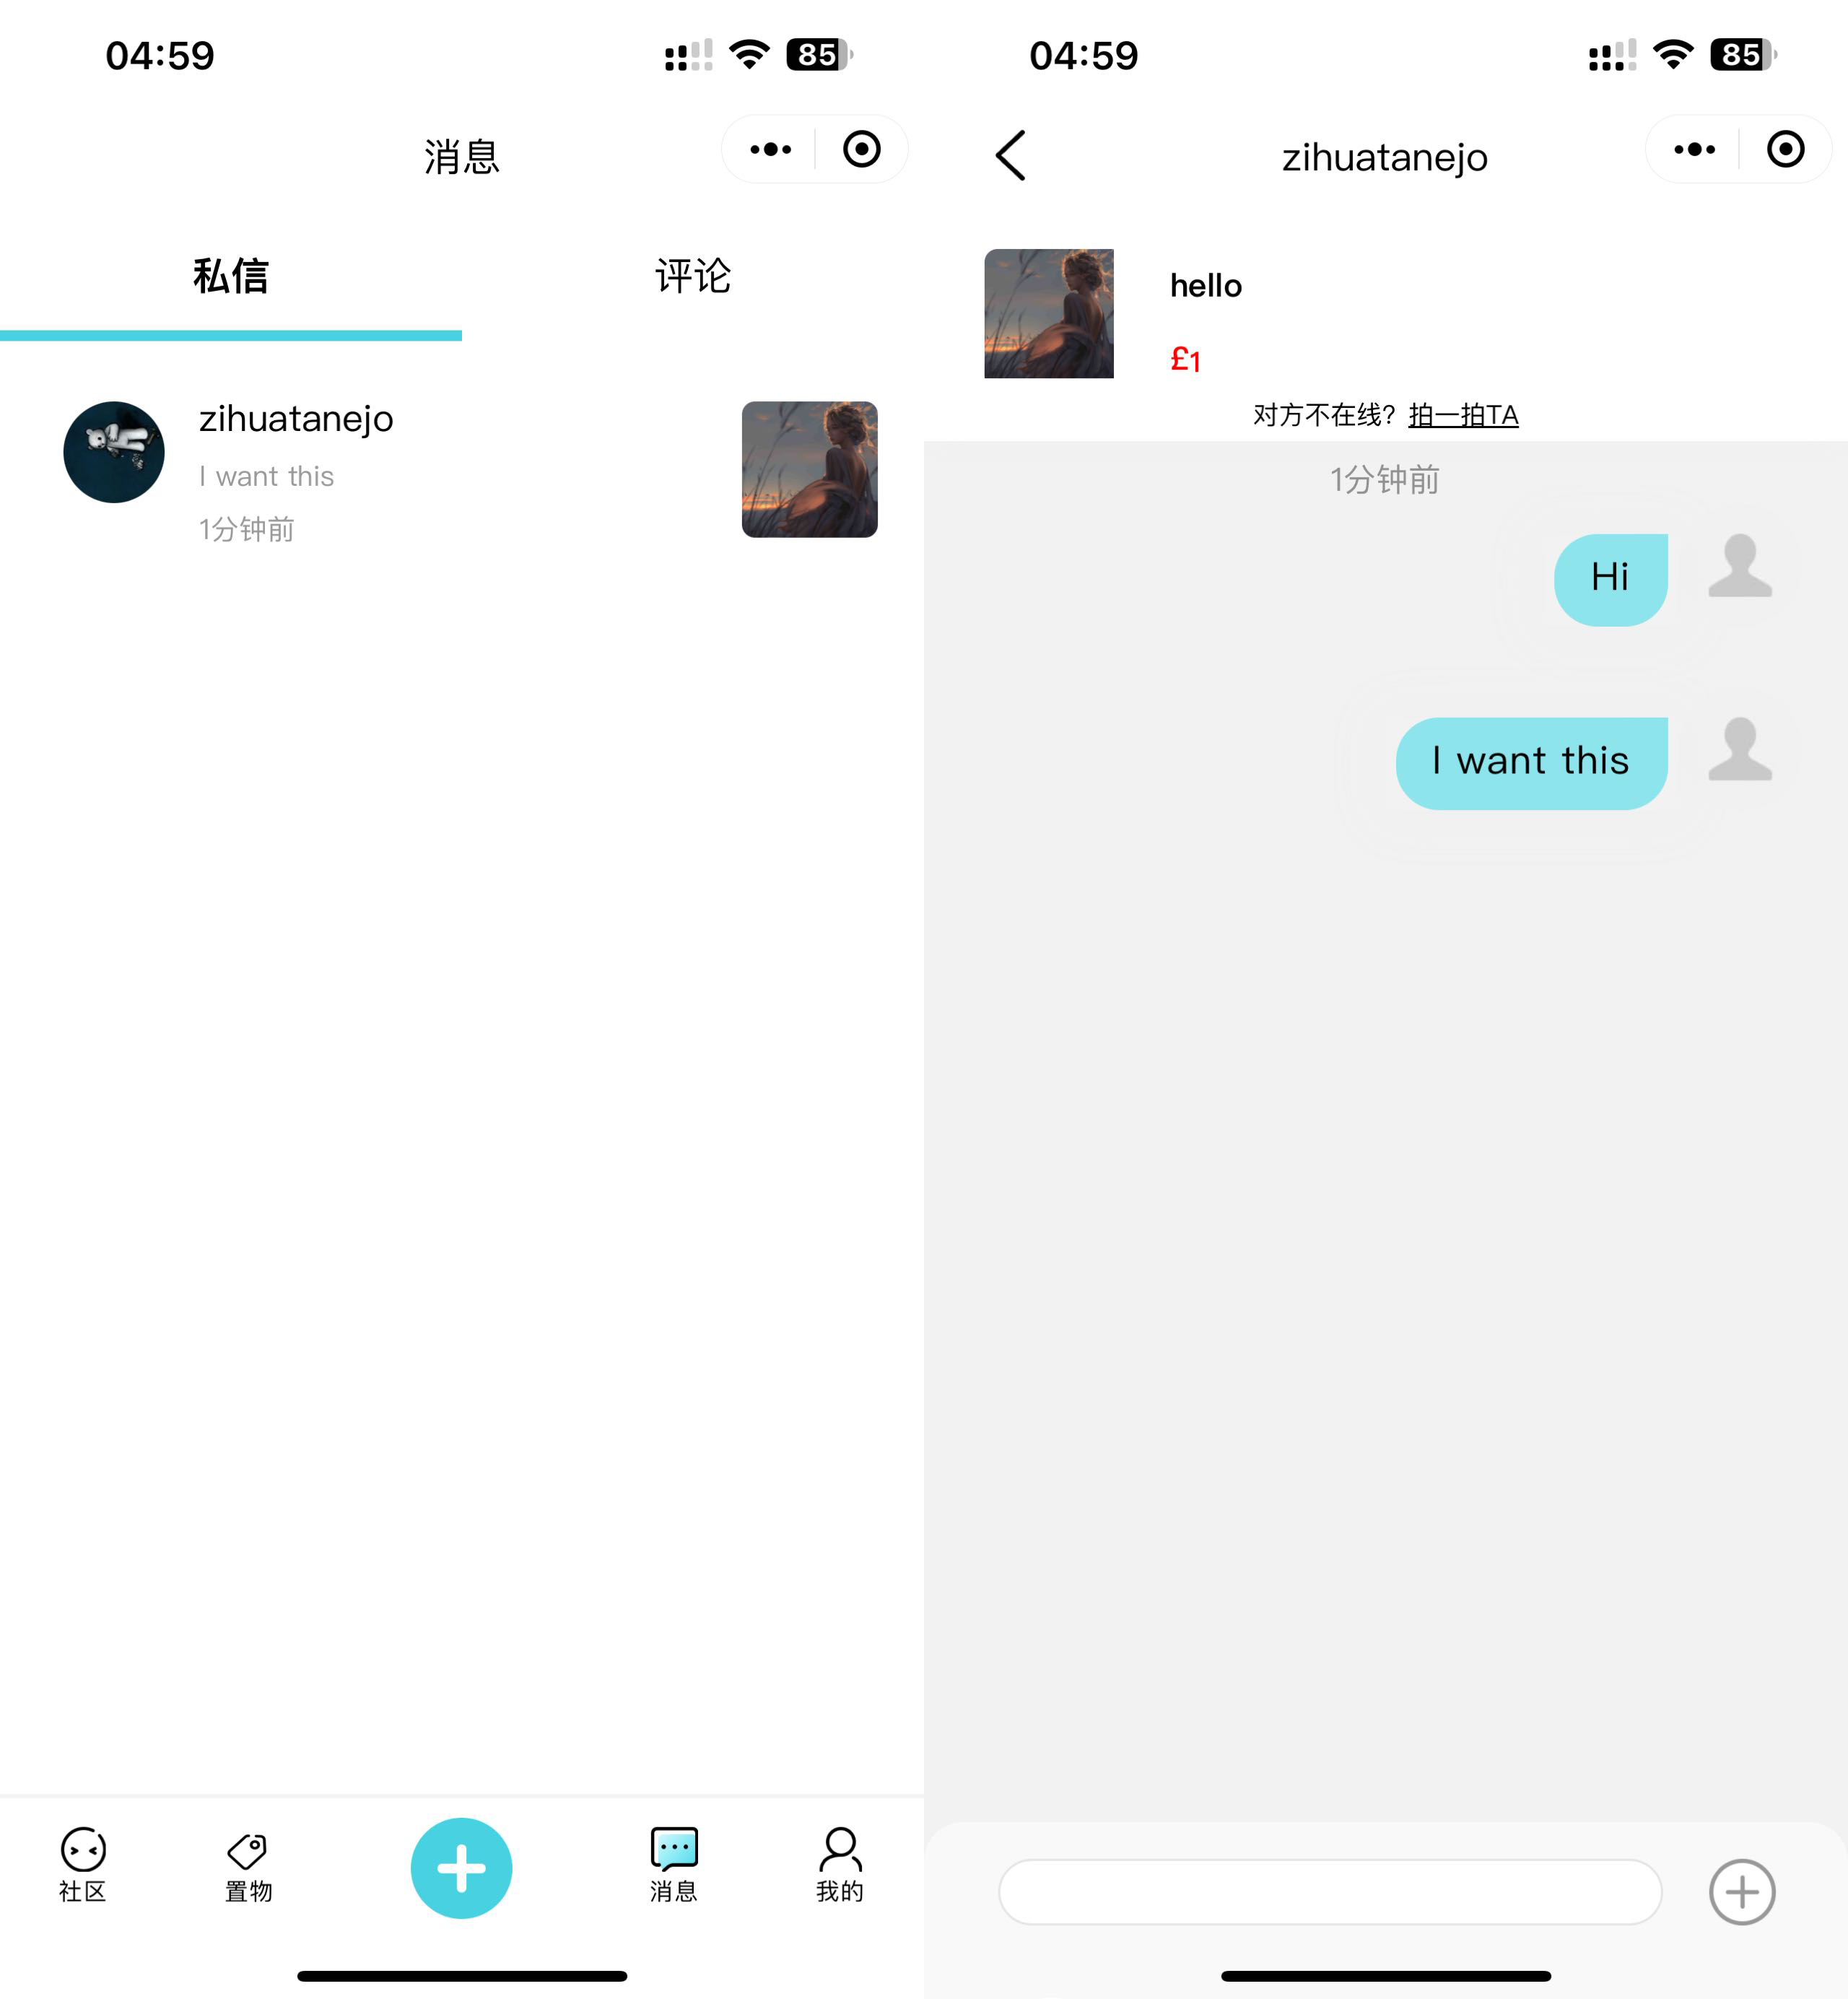 04:59
85
消息
私信
评论
zihuatanejo
I want this
1分钟前
社区
置物
消息
我的
04:59
85
zihuatanejo
hello
£1
对方不在线？拍一拍TA
1分钟前
Hi
I want this